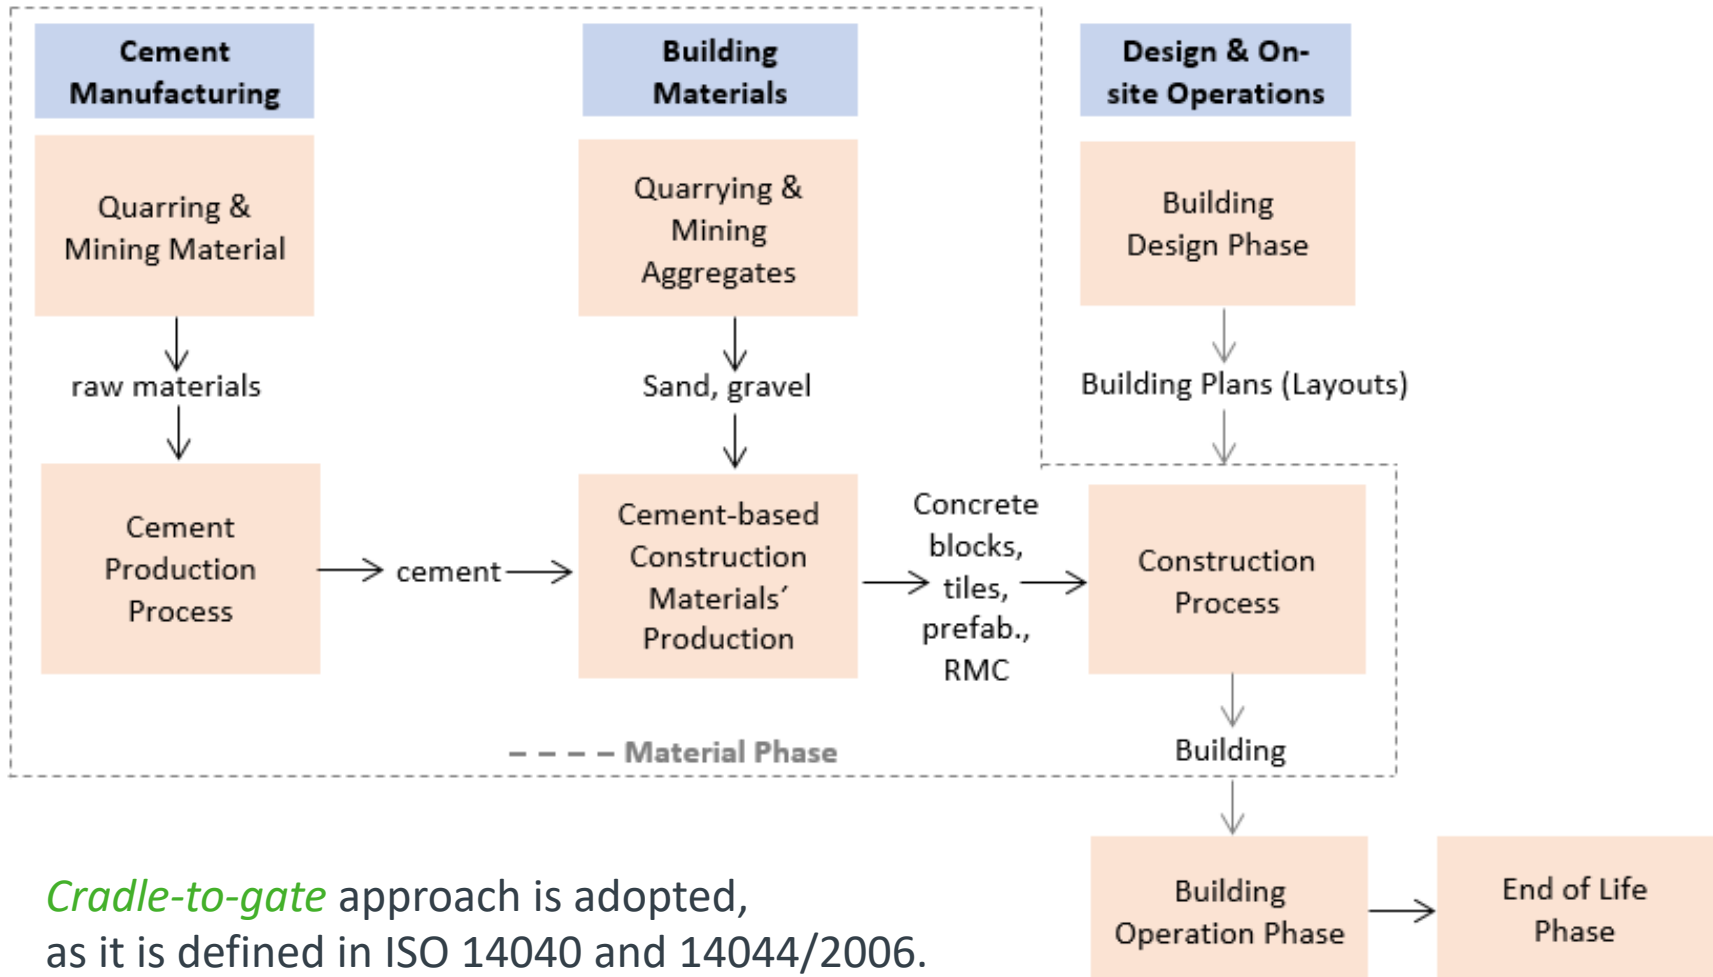 Cement
Manufacturing
Building
Materials
Design & On-
site Operations
Quarring &
Mining Material
Quarrying &
Mining
Aggregates
Building
Design Phase
raw materials
Sand, gravel
Building Plans (Layouts)
Cement
Production
Process
cement
Cement-based
Construction
Materials´
Production
Concrete
blocks,
tiles,
prefab.,
RMC
Construction
Process
Material Phase
Building
Building
Operation Phase
End of Life
Phase
Cradle-to-gate approach is adopted,
as it is defined in ISO 14040 and 14044/2006.